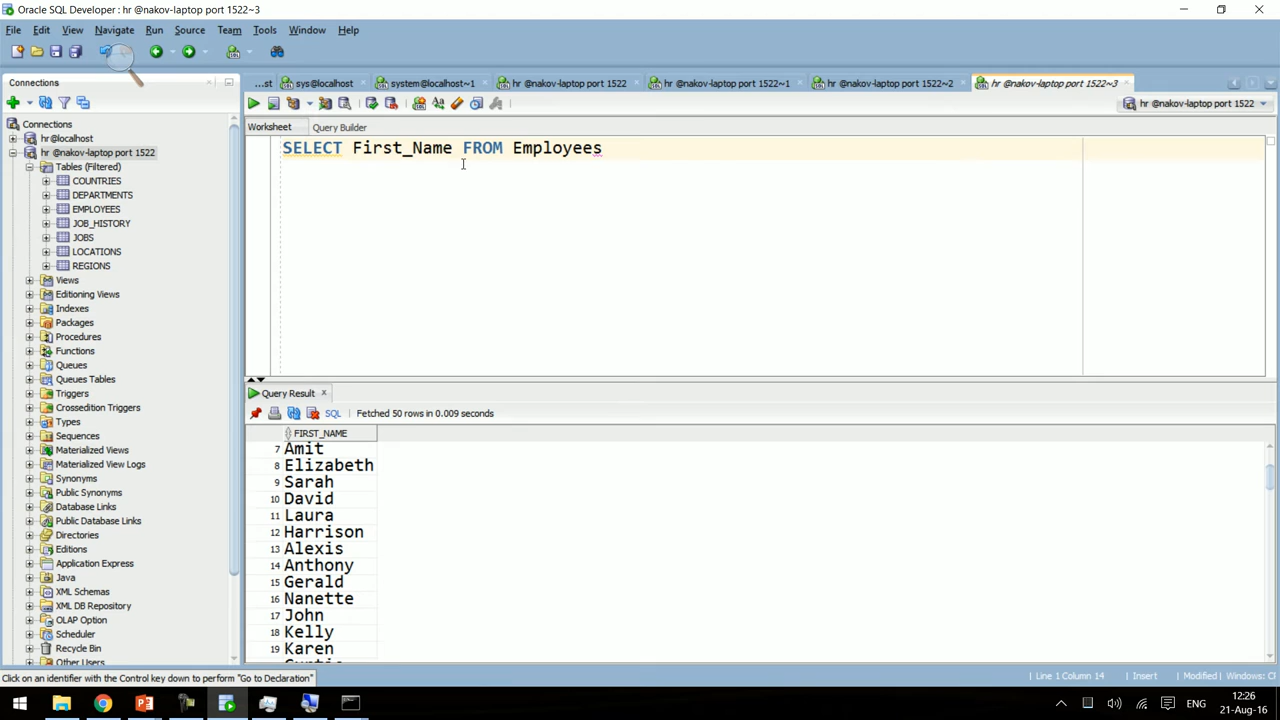 Oracle SQL Developer : hr @nakov-laptop port 1522~3
File Edit View Navigate Run Source Team Tools Window Help
Connections
...st sys@localhost system@localhost~1 hr @nakov-laptop port 1522 hr @nakov-laptop port 1522~1 hr @nakov-laptop port 1522~2 hr @nakov-laptop port 1522~3
hr @nakov-laptop port 1522
Worksheet Query Builder
SELECT First_Name FROM Employees
Connections
hr@localhost
hr @nakov-laptop port 1522
Tables (Filtered)
COUNTRIES
DEPARTMENTS
EMPLOYEES
JOB_HISTORY
JOBS
LOCATIONS
REGIONS
Views
Editioning Views
Indexes
Packages
Procedures
Functions
Queues
Queues Tables
Triggers
Crossedition Triggers
Types
Sequences
Materialized Views
Materialized View Logs
Synonyms
Public Synonyms
Database Links
Public Database Links
Directories
Editions
Application Express
Java
XML Schemas
XML DB Repository
OLAP Option
Scheduler
Recycle Bin
Other Users
Query Result
SQL Fetched 50 rows in 0.009 seconds
FIRST_NAME
7 Amit
8 Elizabeth
9 Sarah
10 David
11 Laura
12 Harrison
13 Alexis
14 Anthony
15 Gerald
16 Nanette
17 John
18 Kelly
19 Karen
Click on an identifier with the Control key down to perform "Go to Declaration"
Line 1 Column 14 Insert Modified Windows: Cl
ENG
12:26
21-Aug-16